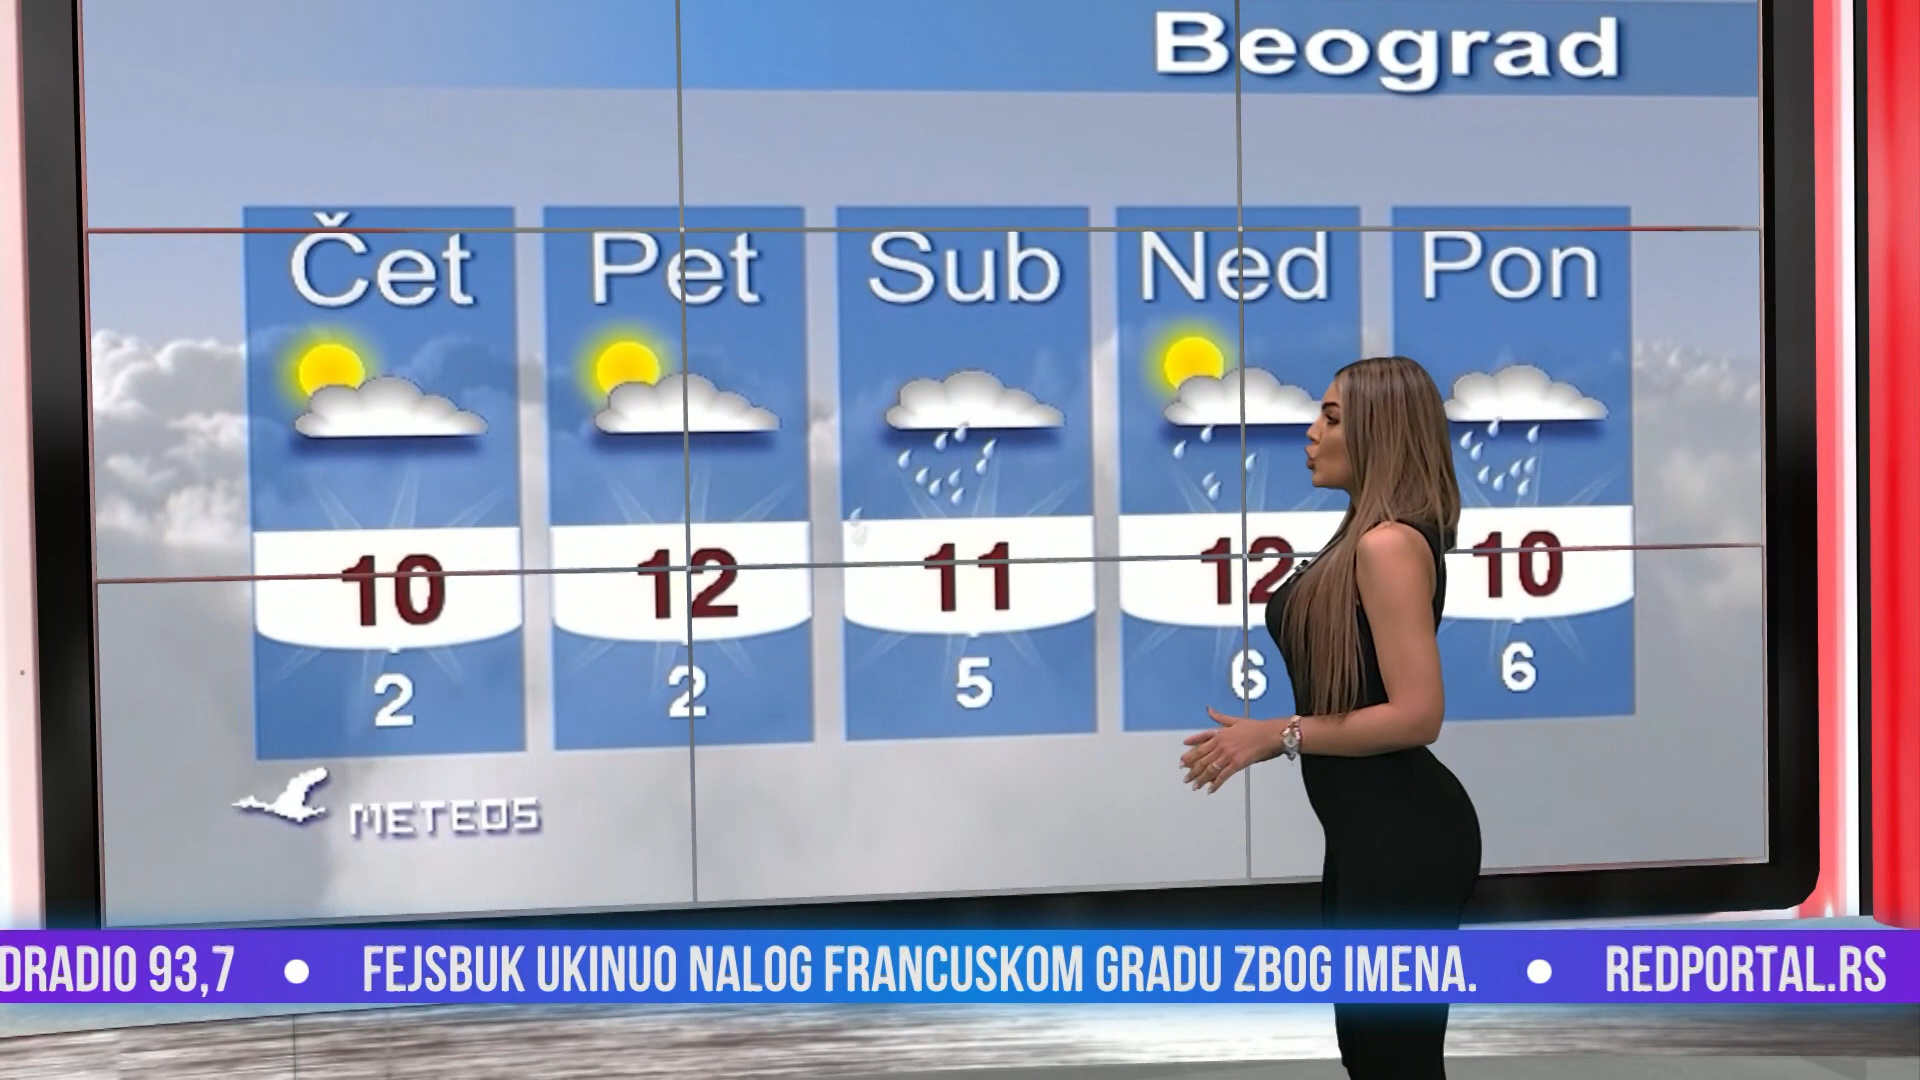 Beograd
Čet Pet Sub Ned Pon
10 12 11 12 10
2 2 5 6 6
METEOS
DRADIO 93,7 • FEJSBUK UKINUO NALOG FRANCUSKOM GRADU ZBOG IMENA. • REDPORTAL.RS